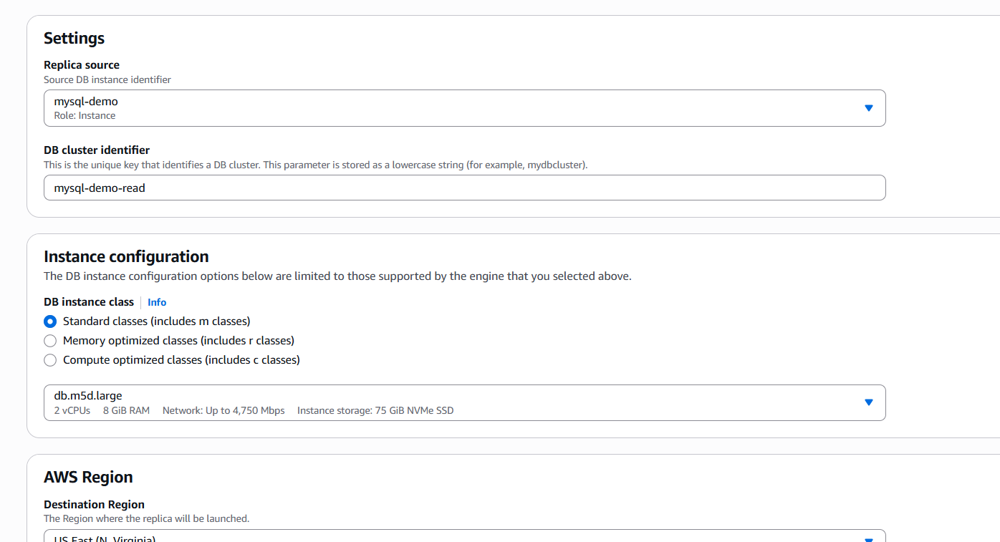 Settings
Replica source
Source DB instance identifier
mysql-demo
Role: Instance
DB cluster identifier
This is the unique key that identifies a DB cluster. This parameter is stored as a lowercase string (for example, mydbcluster).
mysql-demo-read
Instance configuration
The DB instance configuration options below are limited to those supported by the engine that you selected above.
DB instance class Info
Standard classes (includes m classes)
Memory optimized classes (includes r classes)
Compute optimized classes (includes c classes)
db.m5d.large
2 vCPUs 8 GiB RAM Network: Up to 4,750 Mbps Instance storage: 75 GiB NVMe SSD
AWS Region
Destination Region
The Region where the replica will be launched.
US East (N. Virginia)